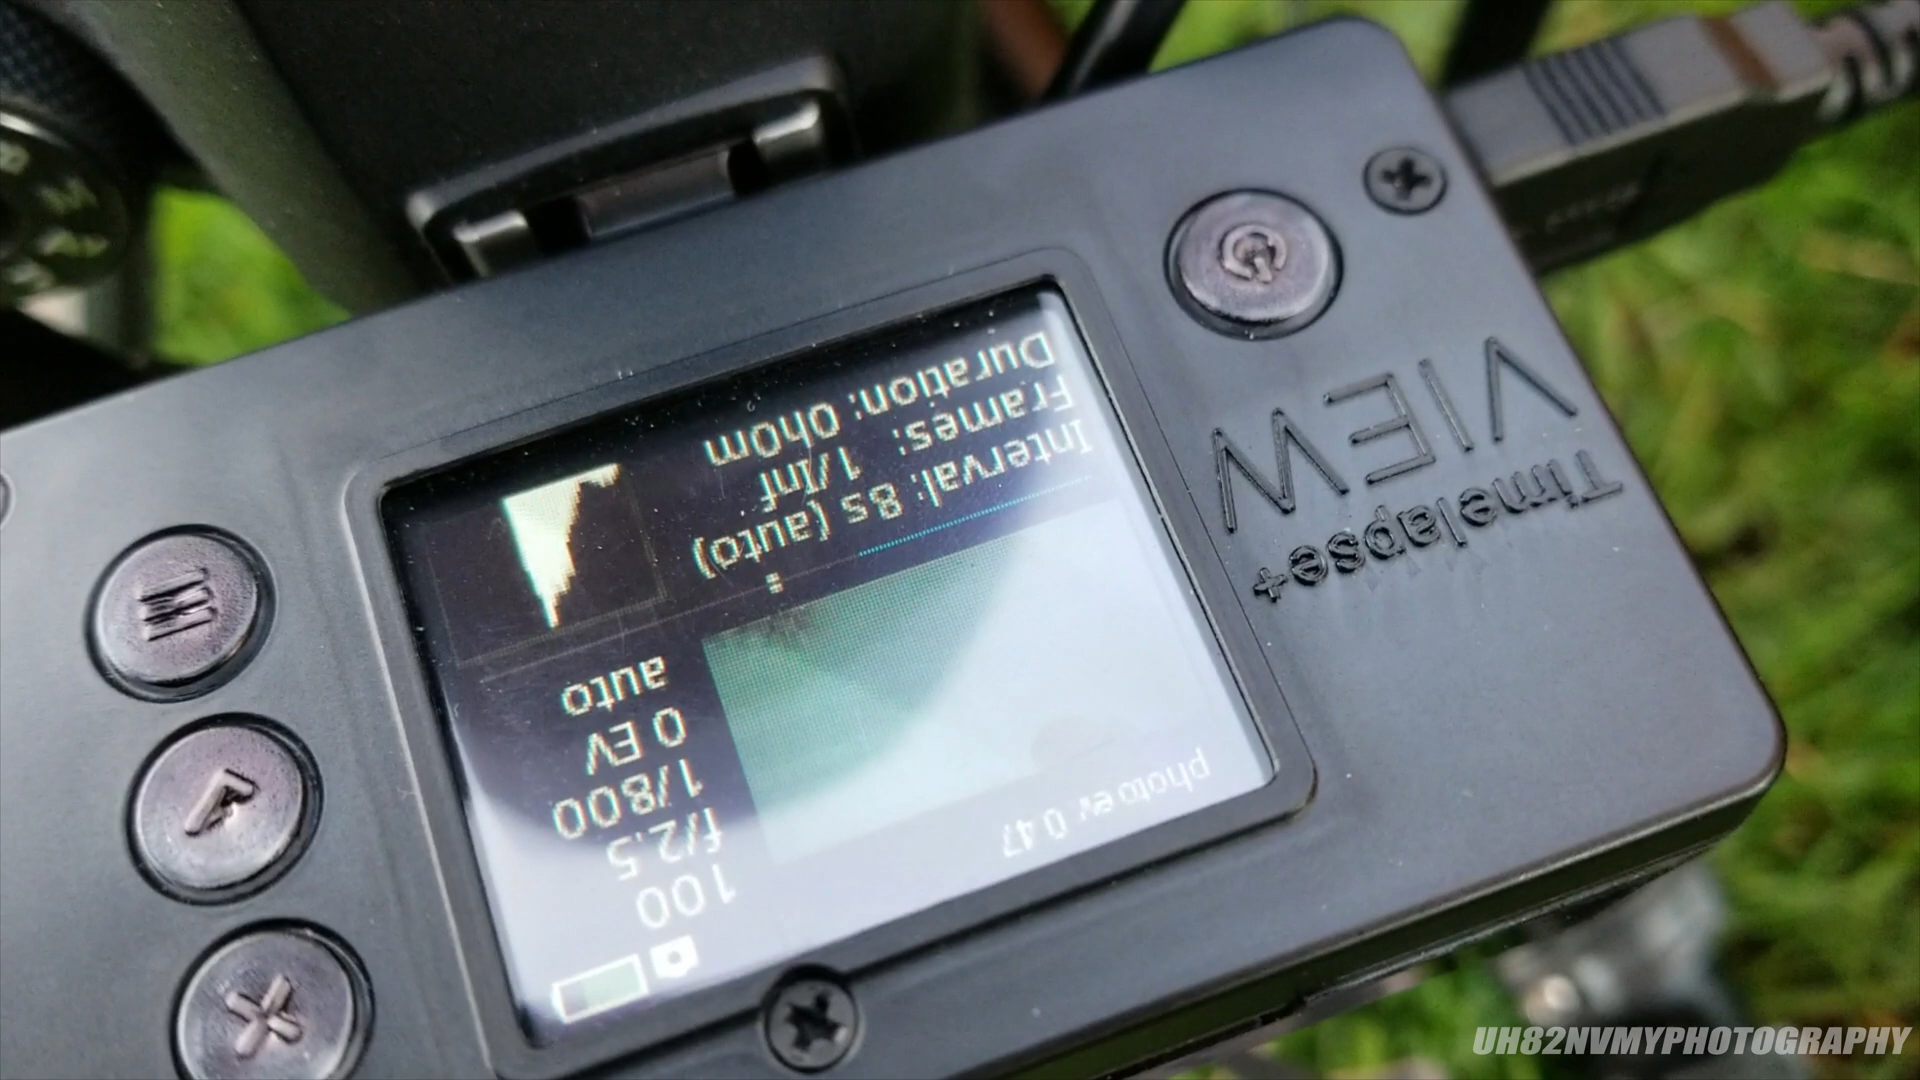 photo ev 0.47
100
f/2.5
1/800
0 EV
auto
Interval: 8s (auto)
Frames: 1/Inf
Duration: 0h0m
Timelapse+
VIEW
UH82NVMYPHOTOGRAPHY